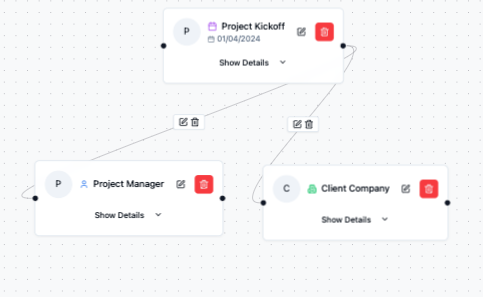 P
Project Kickoff
01/04/2024
Show Details
P
Project Manager
Show Details
C
Client Company
Show Details